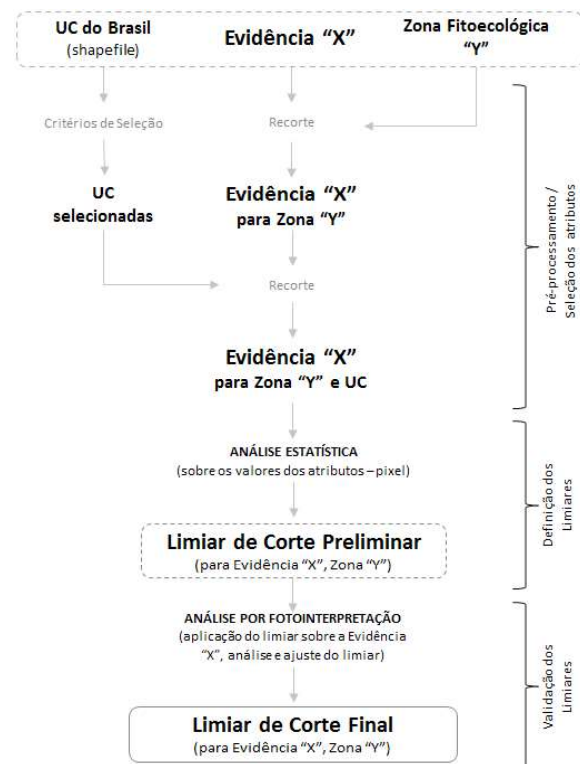 UC do Brasil
(shapefile)
Evidência “X”
Zona Fitoecológica
“Y”
Critérios de Seleção
Recorte
UC
selecionadas
Evidência “X”
para Zona “Y”
Recorte
Evidência “X”
para Zona “Y” e UC
Pré-processamento /
Seleção dos atributos
ANÁLISE ESTATÍSTICA
(sobre os valores dos atributos – pixel)
Limiar de Corte Preliminar
(para Evidência “X”, Zona “Y”)
Definição dos
Limiares
ANÁLISE POR FOTOINTERPRETAÇÃO
(aplicação do limiar sobre a Evidência
“X”, análise e ajuste do limiar)
Limiar de Corte Final
(para Evidência “X”, Zona “Y”)
Validação dos
Limiares